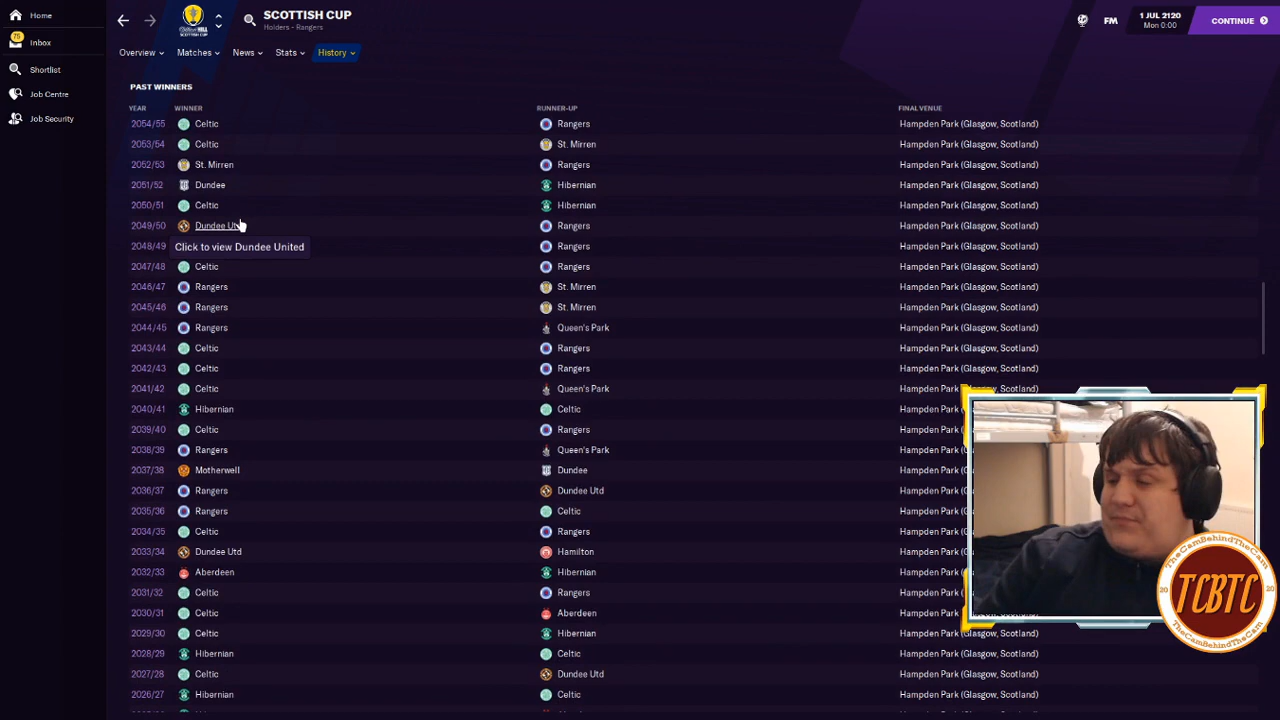 Home
SCOTTISH CUP
Holders - Rangers
FM
1 JUL 2120
Mon 0:00
CONTINUE
75
Inbox
Overview
Matches
News
Stats
History
Shortlist
Job Centre
Job Security
PAST WINNERS
YEAR WINNER RUNNER-UP FINAL VENUE
2054/55 Celtic Rangers Hampden Park (Glasgow, Scotland)
2053/54 Celtic St. Mirren Hampden Park (Glasgow, Scotland)
2052/53 St. Mirren Rangers Hampden Park (Glasgow, Scotland)
2051/52 Dundee Hibernian Hampden Park (Glasgow, Scotland)
2050/51 Celtic Hibernian Hampden Park (Glasgow, Scotland)
2049/50 Dundee Rangers Hampden Park (Glasgow, Scotland)
Click to view Dundee United
2048/49 Rangers Hampden Park (Glasgow, Scotland)
2047/48 Celtic Rangers Hampden Park (Glasgow, Scotland)
2046/47 Rangers St. Mirren Hampden Park (Glasgow, Scotland)
2045/46 Rangers St. Mirren Hampden Park (Glasgow, Scotland)
2044/45 Rangers Queen's Park Hampden Park (Glasgow, Scotland)
2043/44 Celtic Rangers Hampden Park (Glasgow, Scotland)
2042/43 Celtic Rangers Hampden Park (Glasgow, Scotland)
2041/42 Celtic Queen's Park Hampden Park
2040/41 Hibernian Celtic Hampden Park
2039/40 Celtic Rangers Hampden Park
2038/39 Rangers Queen's Park Hampden Park
2037/38 Motherwell Dundee Hampden Park
2036/37 Rangers Dundee Utd Hampden Park
2035/36 Rangers Celtic Hampden Park
2034/35 Celtic Rangers Hampden Park
2033/34 Dundee Utd Hamilton Hampden Park
2032/33 Aberdeen Hibernian Hampden Park
2031/32 Celtic Rangers Hampden Park
2030/31 Celtic Aberdeen Hampden Park
2029/30 Celtic Hibernian Hampden Park (Glasgow, Scotland)
2028/29 Hibernian Celtic Hampden Park (Glasgow, Scotland)
2027/28 Celtic Dundee Utd Hampden Park (Glasgow, Scotland)
2026/27 Hibernian Celtic Hampden Park (Glasgow, Scotland)
TheCamBehindTheCam
20 TCBTC 20
TheCamBehindTheCam